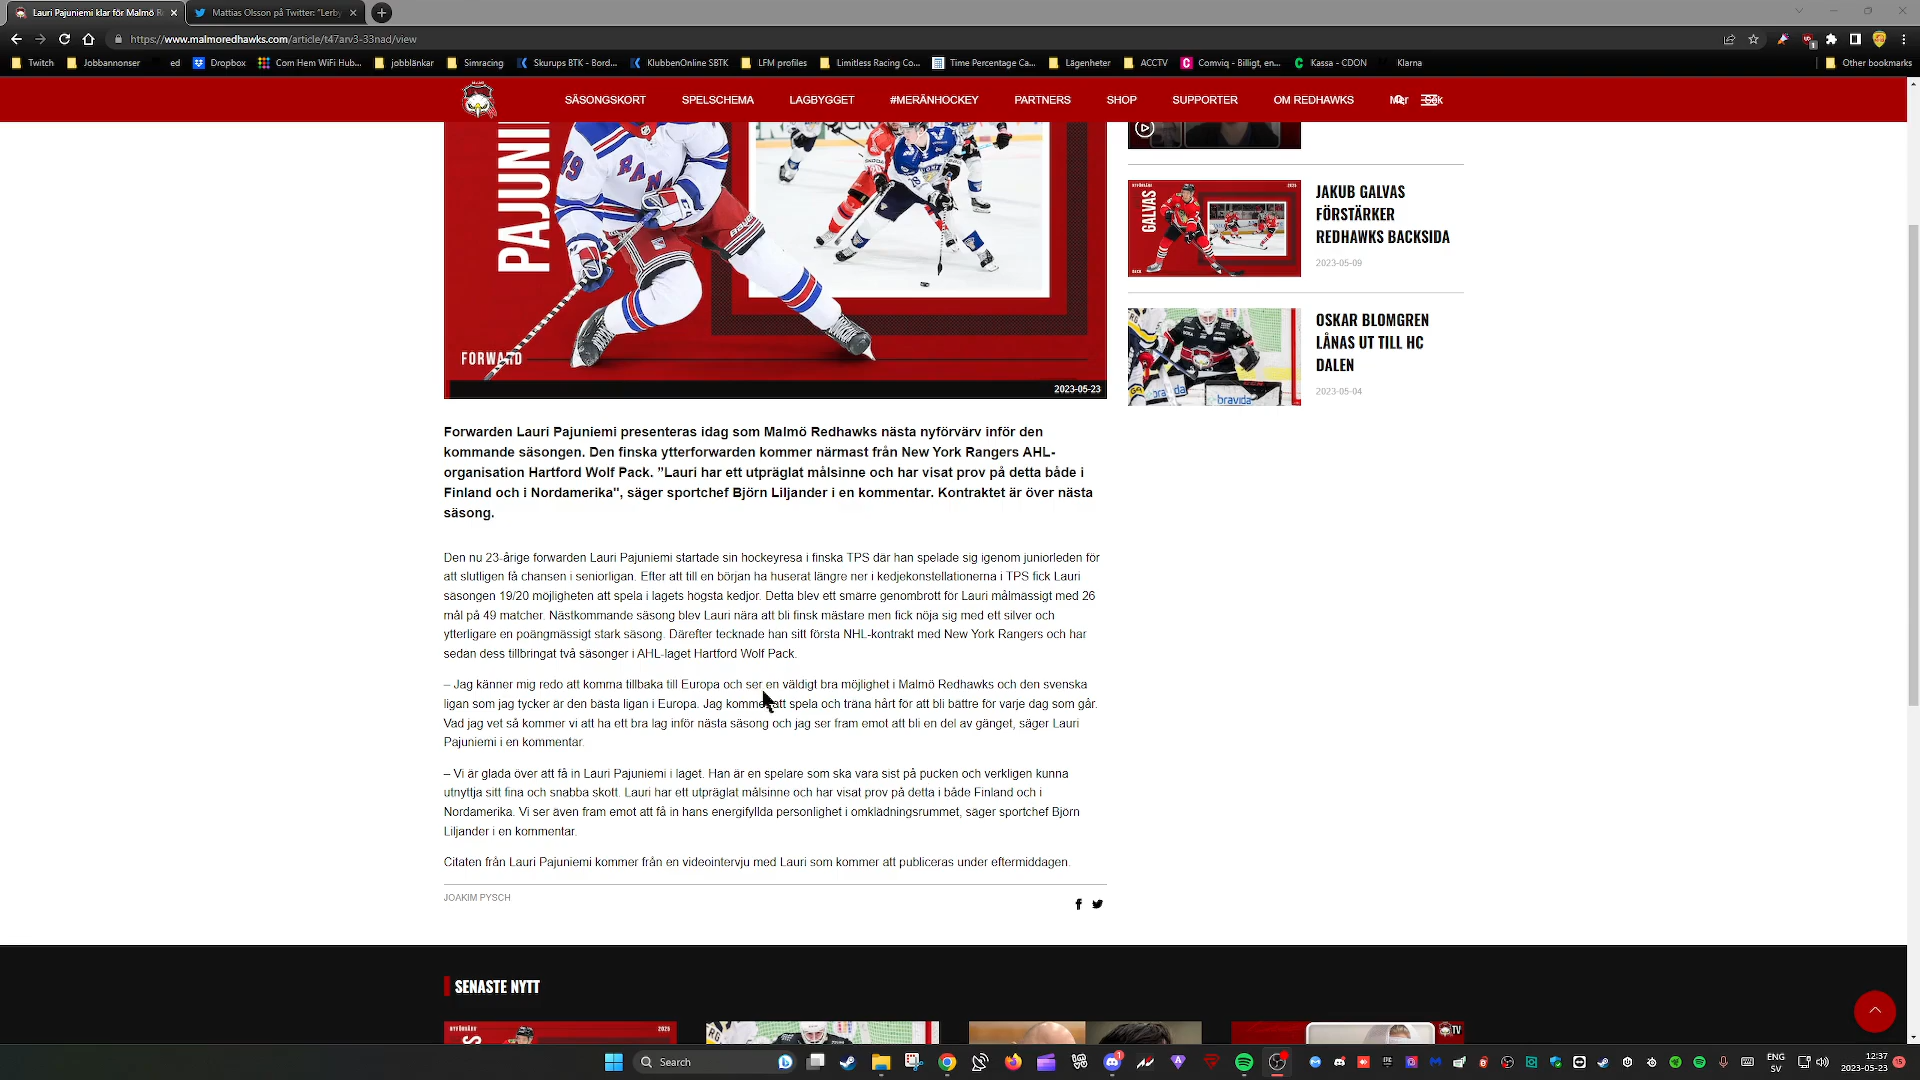 Lauri Pajuniemi klar för Malmö R
Mattias Olsson på Twitter: "Lerby
https://www.malmoredhawks.com/article/t47arv3-33nad/view
Twitch
Jobbannonser
ed
Dropbox
Com Hem WiFi Hub...
jobblänkar
Simracing
Skurups BTK - Bord...
KlubbenOnline SBTK
LFM profiles
Limitless Racing Co...
Time Percentage Ca...
Lägenheter
ACCTV
Comviq - Billigt, en...
Kassa - CDON
Klarna
Other bookmarks
SÄSONGSKORT
SPELSCHEMA
LAGBYGGET
#MERÄNHOCKEY
PARTNERS
SHOP
SUPPORTER
OM REDHAWKS
Mer
Sök
PAJUNI
FORWARD
2023-05-23
GALVAS
JAKUB GALVAS
FÖRSTÄRKER
REDHAWKS BACKSIDA
2023-05-09
bravida
OSKAR BLOMGREN
LÅNAS UT TILL HC
DALEN
2023-05-04
Forwarden Lauri Pajuniemi presenteras idag som Malmö Redhawks nästa nyförvärv inför den
kommande säsongen. Den finska ytterforwarden kommer närmast från New York Rangers AHL-
organisation Hartford Wolf Pack. ”Lauri har ett utpräglat målsinne och har visat prov på detta både i
Finland och i Nordamerika", säger sportchef Björn Liljander i en kommentar. Kontraktet är över nästa
säsong.
Den nu 23-årige forwarden Lauri Pajuniemi startade sin hockeyresa i finska TPS där han spelade sig igenom juniorleden för
att slutligen få chansen i seniorligan. Efter att till en början ha huserat längre ner i kedjekonstellationerna i TPS fick Lauri
säsongen 19/20 möjligheten att spela i lagets högsta kedjor. Detta blev ett smärre genombrott för Lauri målmässigt med 26
mål på 49 matcher. Nästkommande säsong blev Lauri nära att bli finsk mästare men fick nöja sig med ett silver och
ytterligare en poängmässigt stark säsong. Därefter tecknade han sitt första NHL-kontrakt med New York Rangers och har
sedan dess tillbringat två säsonger i AHL-laget Hartford Wolf Pack.
– Jag känner mig redo att komma tillbaka till Europa och ser en väldigt bra möjlighet i Malmö Redhawks och den svenska
ligan som jag tycker är den bästa ligan i Europa. Jag kommer att spela och träna hårt för att bli bättre för varje dag som går.
Vad jag vet så kommer vi att ha ett bra lag inför nästa säsong och jag ser fram emot att bli en del av gänget, säger Lauri
Pajuniemi i en kommentar.
– Vi är glada över att få in Lauri Pajuniemi i laget. Han är en spelare som ska vara sist på pucken och verkligen kunna
utnyttja sitt fina och snabba skott. Lauri har ett utpräglat målsinne och har visat prov på detta i både Finland och i
Nordamerika. Vi ser även fram emot att få in hans energifyllda personlighet i omklädningsrummet, säger sportchef Björn
Liljander i en kommentar.
Citaten från Lauri Pajuniemi kommer från en videointervju med Lauri som kommer att publiceras under eftermiddagen.
JOAKIM PYSCH
SENASTE NYTT
TV
Search
ENG
SV
12:37
2023-05-23
15